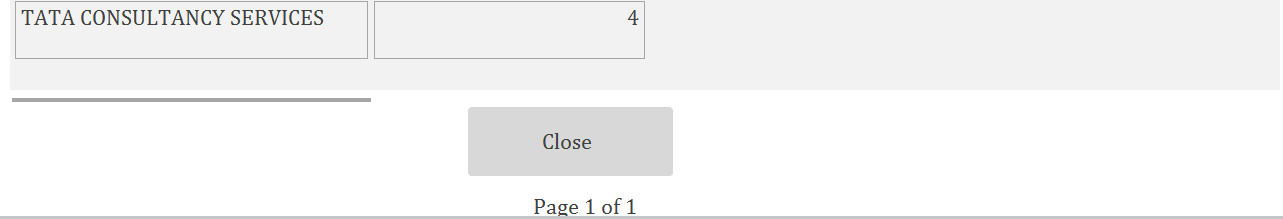 TATA CONSULTANCY SERVICES 4
Close
Page 1 of 1